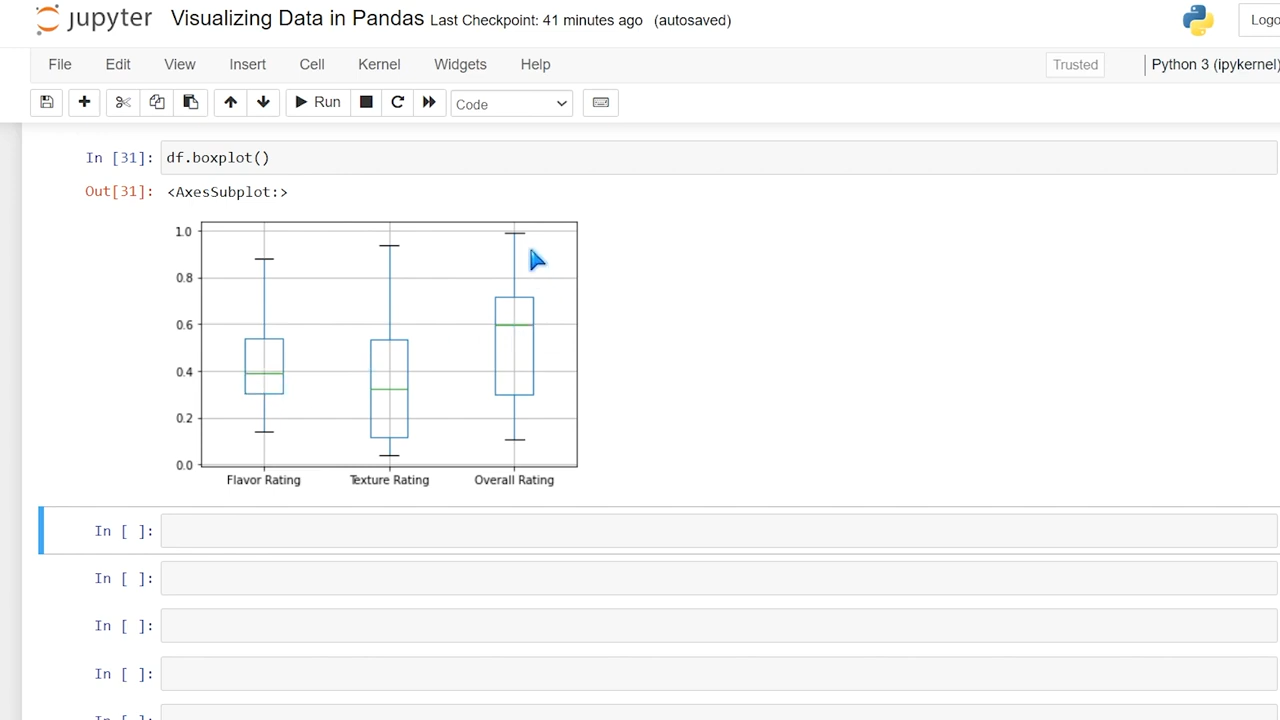 jupyter Visualizing Data in Pandas Last Checkpoint: 41 minutes ago (autosaved)
Logo
File Edit View Insert Cell Kernel Widgets Help
Trusted
Python 3 (ipykernel)
Run
Code
In [31]: df.boxplot()
Out[31]: <AxesSubplot:>
1.0
0.8
0.6
0.4
0.2
0.0
Flavor Rating Texture Rating Overall Rating
In [ ]:
In [ ]:
In [ ]:
In [ ]: